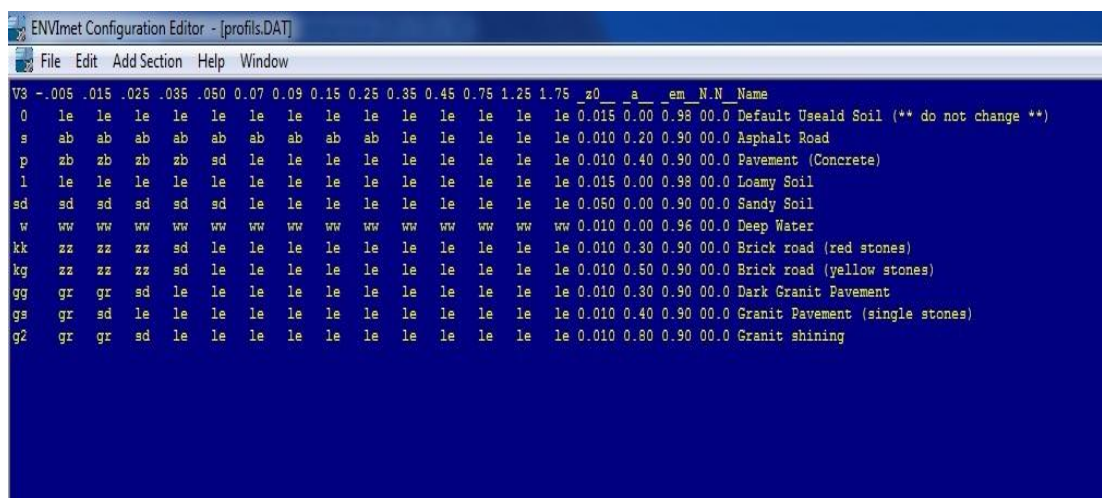 ENVImet Configuration Editor - [profils.DAT]
File Edit Add Section Help Window
V3 -.005 .015 .025 .035 .050 0.07 0.09 0.15 0.25 0.35 0.45 0.75 1.25 1.75 _z0__ _a__ _em__N.N__Name
0 le le le le le le le le le le le le le le 0.015 0.00 0.98 00.0 Default Useald Soil (** do not change **)
s ab ab ab ab ab ab ab ab ab le le le le le 0.010 0.20 0.90 00.0 Asphalt Road
p zb zb zb zb sd le le le le le le le le le 0.010 0.40 0.90 00.0 Pavement (Concrete)
l le le le le le le le le le le le le le le 0.015 0.00 0.98 00.0 Loamy Soil
sd sd sd sd sd sd le le le le le le le le le 0.050 0.00 0.90 00.0 Sandy Soil
w ww ww ww ww ww ww ww ww ww ww ww ww ww ww 0.010 0.00 0.96 00.0 Deep Water
kk zz zz zz sd le le le le le le le le le le 0.010 0.30 0.90 00.0 Brick road (red stones)
kg zz zz zz sd le le le le le le le le le le 0.010 0.50 0.90 00.0 Brick road (yellow stones)
gg gr gr sd le le le le le le le le le le le 0.010 0.30 0.90 00.0 Dark Granit Pavement
gs gr sd le le le le le le le le le le le le 0.010 0.40 0.90 00.0 Granit Pavement (single stones)
g2 gr gr sd le le le le le le le le le le le 0.010 0.80 0.90 00.0 Granit shining